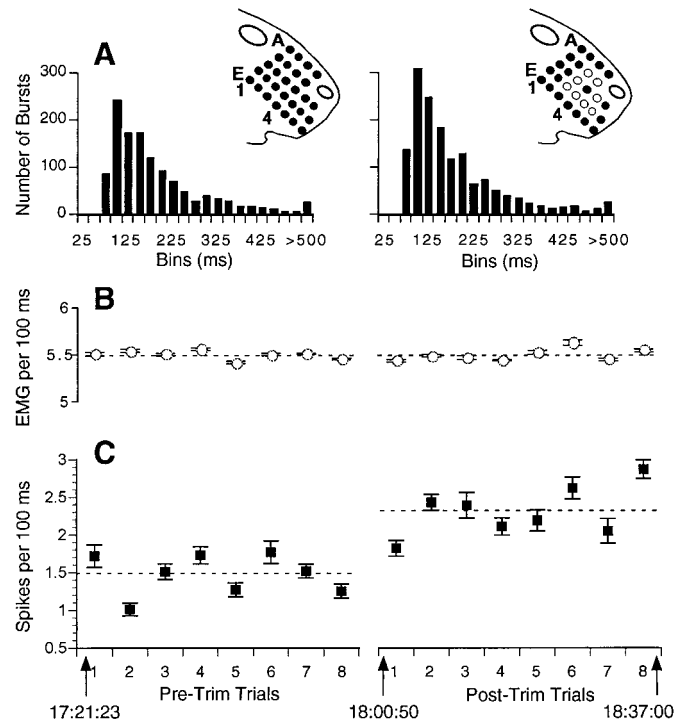 A
A
A
E
E
1
1
4
4
Number of Bursts
300
200
100
0
25 125 225 325 425 >500
25 125 225 325 425 >500
Bins (ms)
Bins (ms)
B
EMG per 100 ms
6
5.5
5
C
Spikes per 100 ms
3
2.5
2
1.5
1
0.5
1 2 3 4 5 6 7 8
1 2 3 4 5 6 7 8
Pre-Trim Trials
Post-Trim Trials
17:21:23
18:00:50
18:37:00